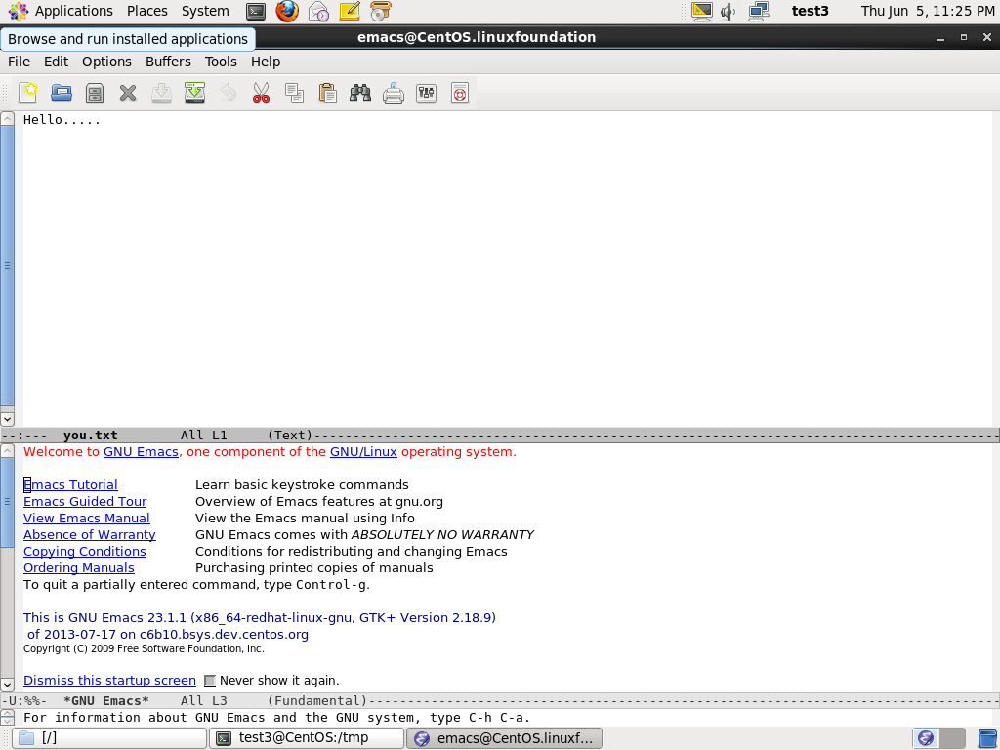 Applications Places System test3 Thu Jun 5, 11:25 PM
Browse and run installed applications
emacs@CentOS.linuxfoundation
File Edit Options Buffers Tools Help
Hello.....
--:--- you.txt All L1 (Text)----------------------------------------------------------------------------------------
Welcome to GNU Emacs, one component of the GNU/Linux operating system.
Emacs Tutorial Learn basic keystroke commands
Emacs Guided Tour Overview of Emacs features at gnu.org
View Emacs Manual View the Emacs manual using Info
Absence of Warranty GNU Emacs comes with ABSOLUTELY NO WARRANTY
Copying Conditions Conditions for redistributing and changing Emacs
Ordering Manuals Purchasing printed copies of manuals
To quit a partially entered command, type Control-g.
This is GNU Emacs 23.1.1 (x86_64-redhat-linux-gnu, GTK+ Version 2.18.9)
of 2013-07-17 on c6b10.bsys.dev.centos.org
Copyright (C) 2009 Free Software Foundation, Inc.
Dismiss this startup screen Never show it again.
-U:%%- *GNU Emacs* All L3 (Fundamental)---------------------------------------------------------------------------------
For information about GNU Emacs and the GNU system, type C-h C-a.
[/] test3@CentOS:/tmp emacs@CentOS.linuxf...